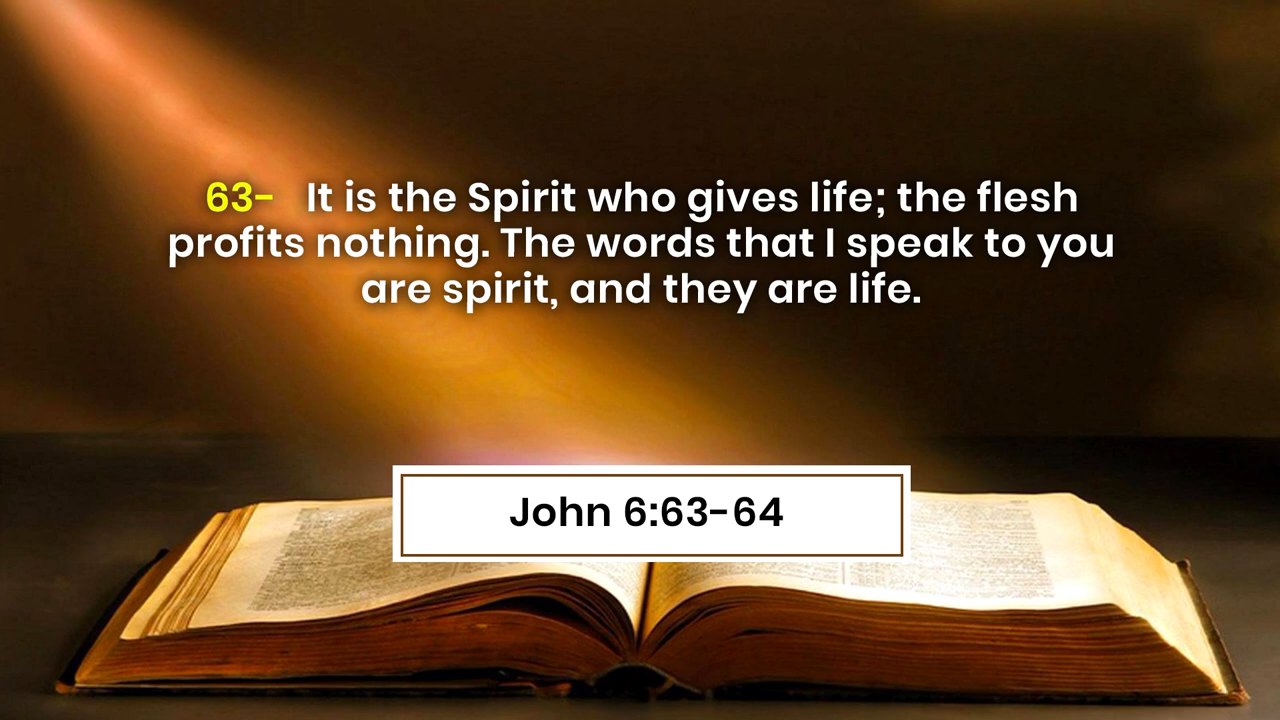 63- It is the Spirit who gives life; the flesh
profits nothing. The words that I speak to you
are spirit, and they are life.
John 6:63-64